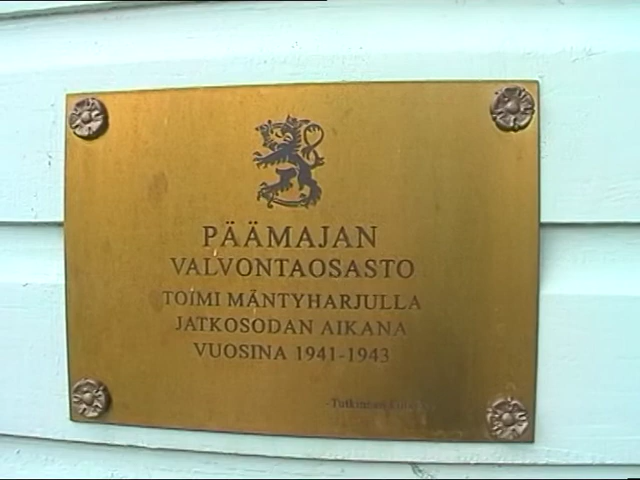 PÄÄMAJAN
VALVONTAOSASTO
TOIMI MÄNTYHARJULLA
JATKOSODAN AIKANA
VUOSINA 1941-1943